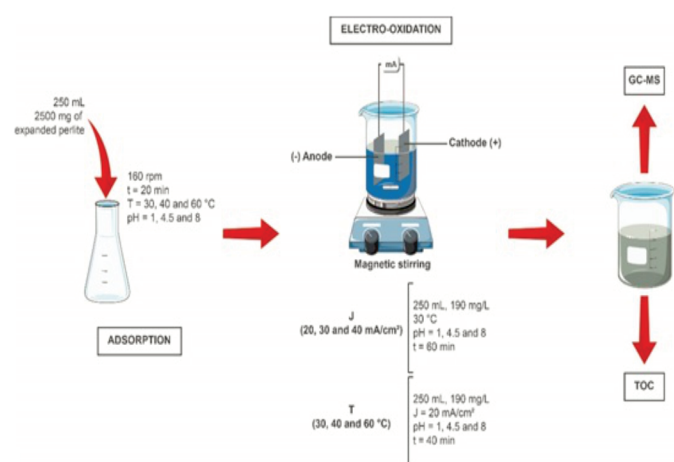 ELECTRO-OXIDATION
mA
250 mL
2500 mg of
expanded perlite
160 rpm
t = 20 min
T = 30, 40 and 60 °C
pH = 1, 4.5 and 8
ADSORPTION
(-) Anode
Cathode (+)
Magnetic stirring
J
(20, 30 and 40 mA/cm²)
250 mL, 190 mg/L
30 °C
pH = 1, 4.5 and 8
t = 60 min
T
(30, 40 and 60 °C)
250 mL, 190 mg/L
J = 20 mA/cm²
pH = 1, 4.5 and 8
t = 40 min
GC-MS
TOC